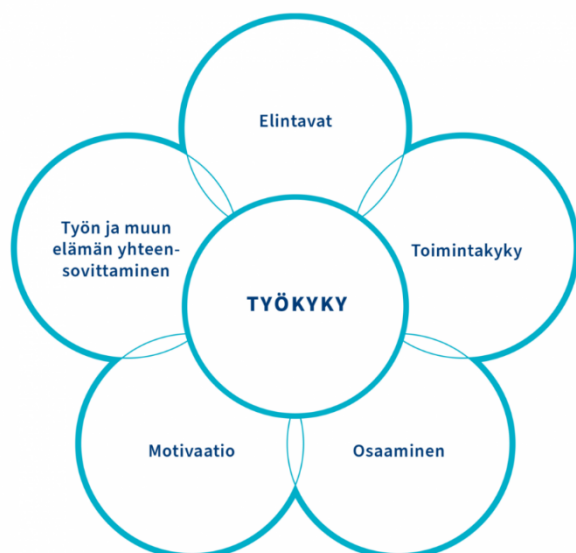 Elintavat
Työn ja muun
elämän yhteen-
sovittaminen
Toimintakyky
TYÖKYKY
Motivaatio
Osaaminen